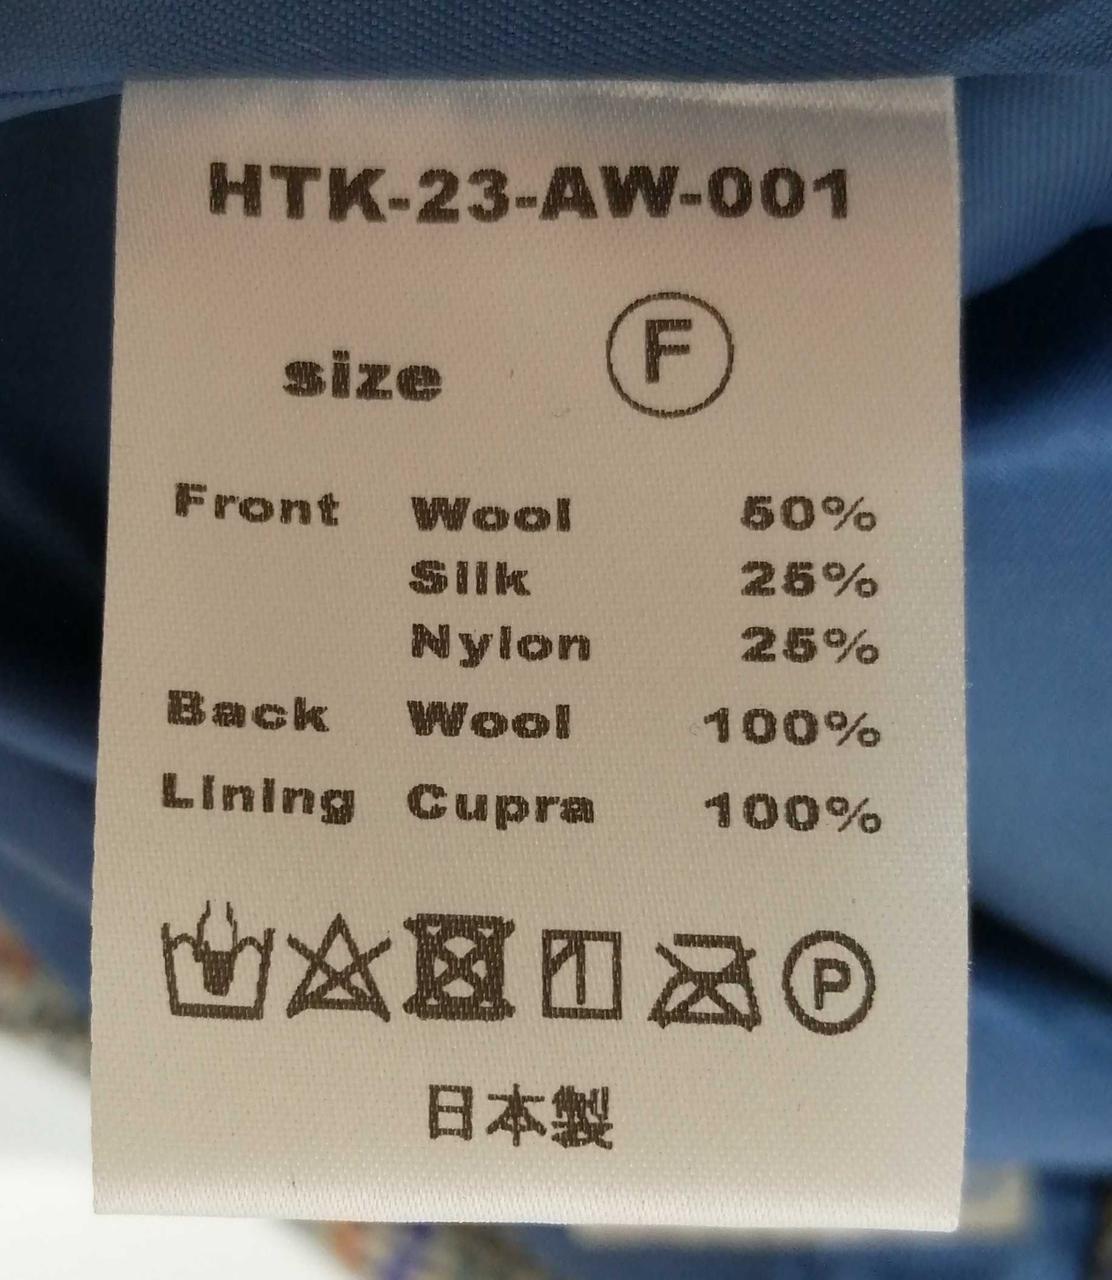 HTK-23-AW-001
size F
Front Wool 50%
Silk 25%
Nylon 25%
Back Wool 100%
Lining Cupra 100%
P
日本製